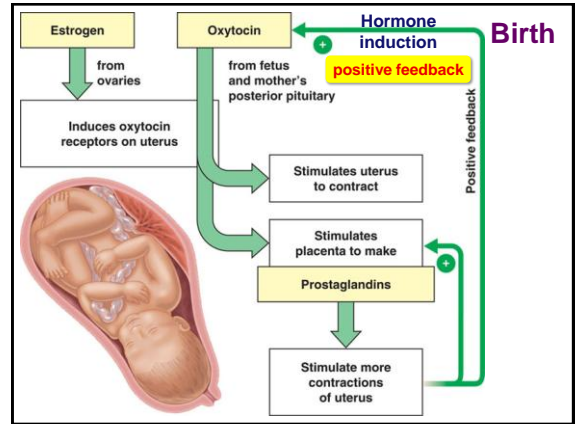 Estrogen
Oxytocin
Hormone
induction
Birth
+
positive feedback
from
ovaries
from fetus
and mother's
posterior pituitary
Induces oxytocin
receptors on uterus
Positive feedback
Stimulates uterus
to contract
Stimulates
placenta to make
+
Prostaglandins
Stimulate more
contractions
of uterus